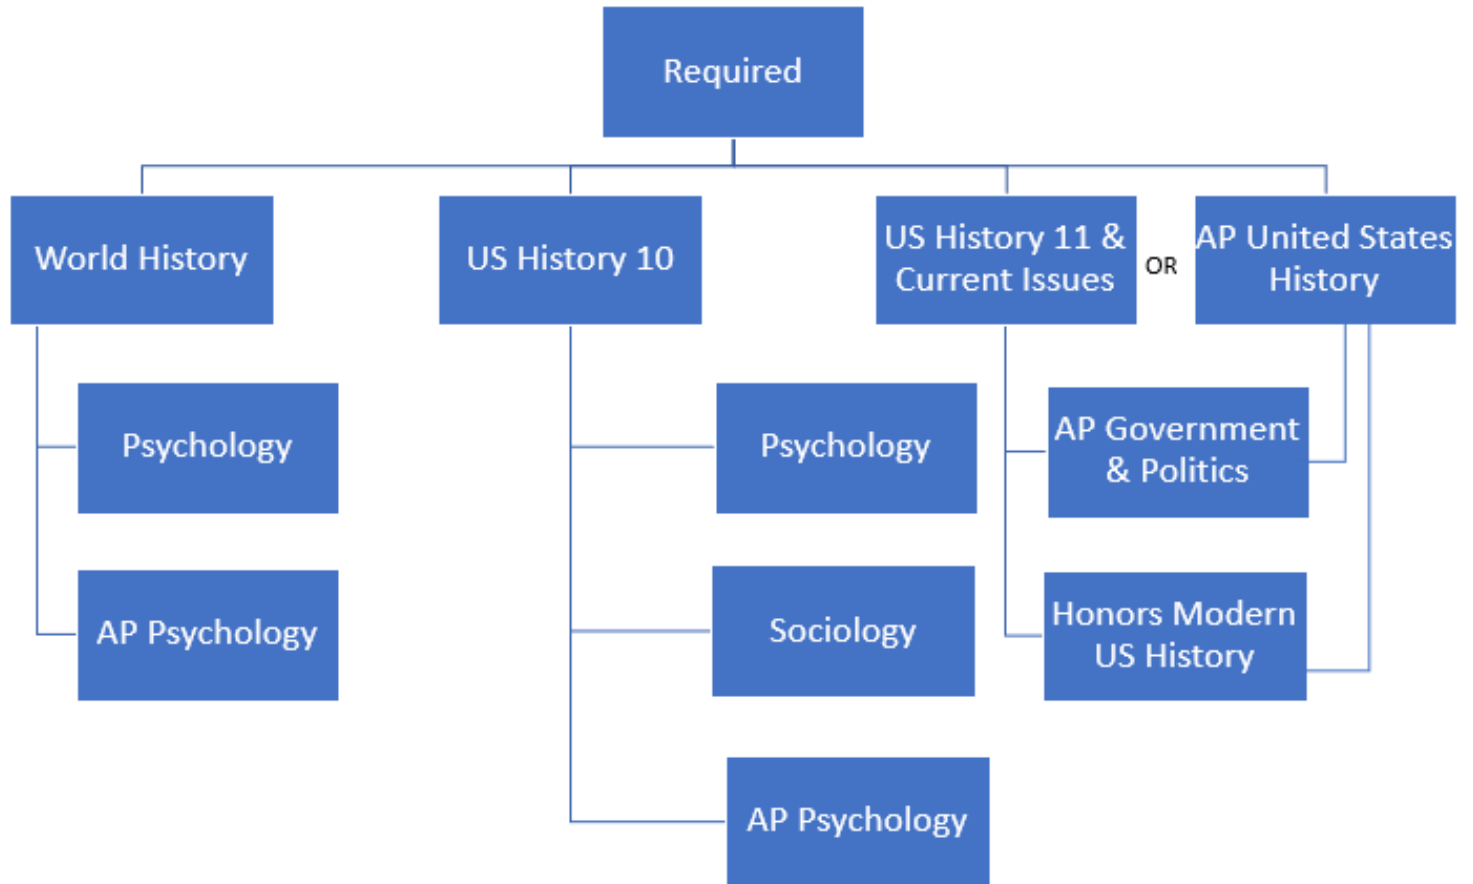 Required
World History
US History 10
US History 11 &
Current Issues
OR
AP United States
History
Psychology
AP Psychology
Psychology
Sociology
AP Psychology
AP Government
& Politics
Honors Modern
US History